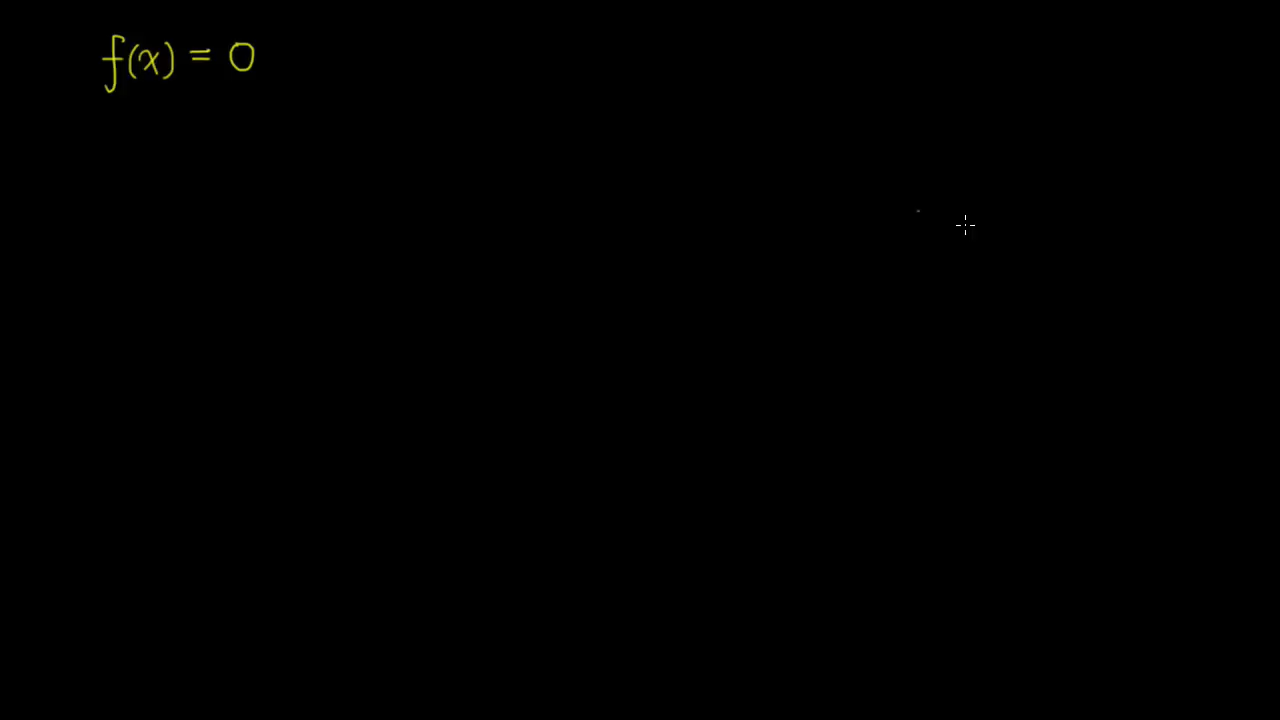 f(x) = 0